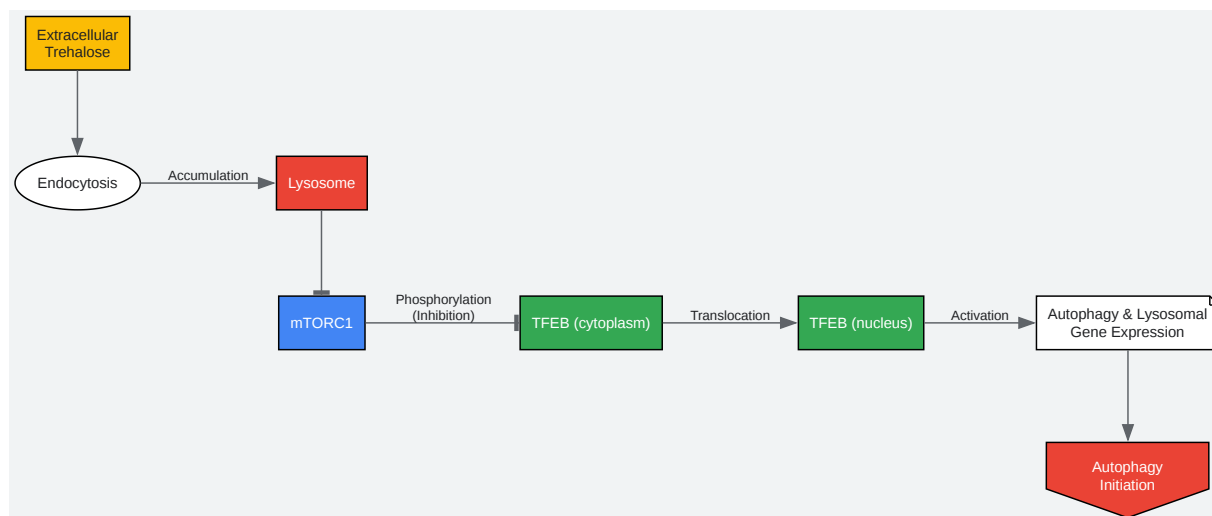 Extracellular
Trehalose
Endocytosis
Accumulation
Lysosome
mTORC1
Phosphorylation
(Inhibition)
TFEB (cytoplasm)
Translocation
TFEB (nucleus)
Activation
Autophagy & Lysosomal
Gene Expression
Autophagy
Initiation